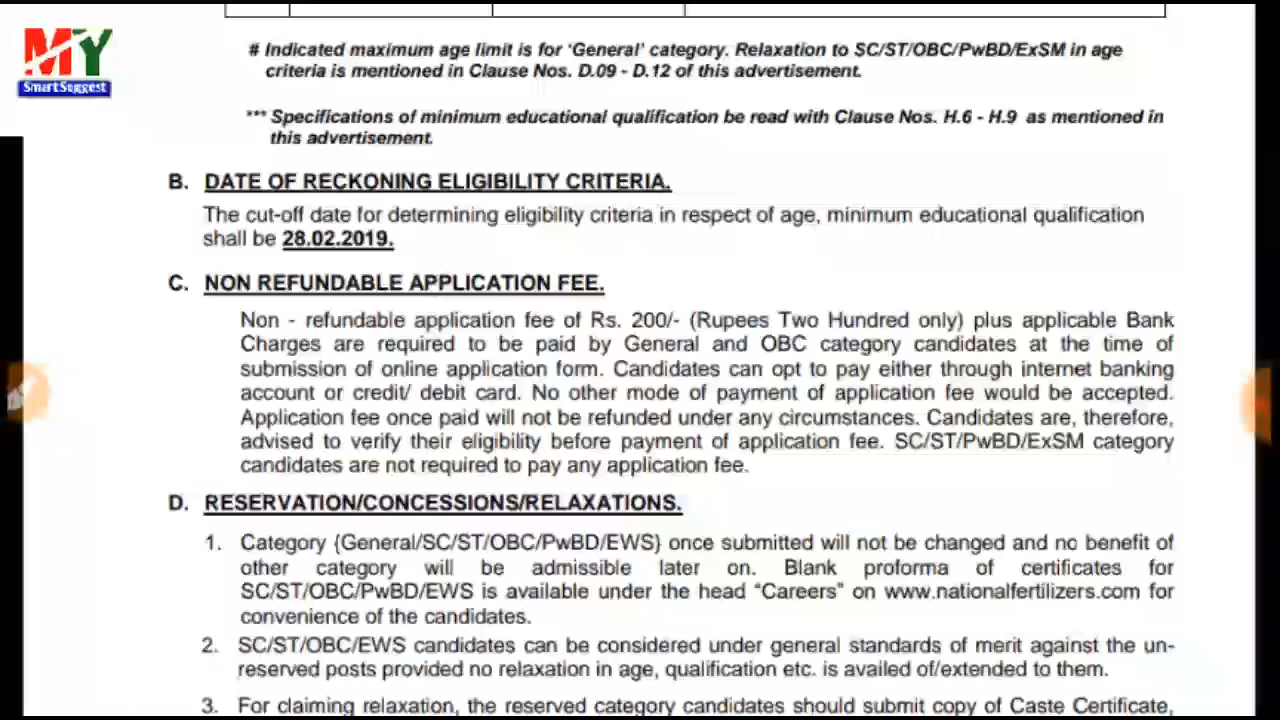 MY
SmartSuggest
# Indicated maximum age limit is for 'General' category. Relaxation to SC/ST/OBC/PwBD/ExSM in age
criteria is mentioned in Clause Nos. D.09 - D.12 of this advertisement.
*** Specifications of minimum educational qualification be read with Clause Nos. H.6 - H.9 as mentioned in
this advertisement.
B. DATE OF RECKONING ELIGIBILITY CRITERIA.
The cut-off date for determining eligibility criteria in respect of age, minimum educational qualification
shall be 28.02.2019.
C. NON REFUNDABLE APPLICATION FEE.
Non - refundable application fee of Rs. 200/- (Rupees Two Hundred only) plus applicable Bank
Charges are required to be paid by General and OBC category candidates at the time of
submission of online application form. Candidates can opt to pay either through internet banking
account or credit/ debit card. No other mode of payment of application fee would be accepted.
Application fee once paid will not be refunded under any circumstances. Candidates are, therefore,
advised to verify their eligibility before payment of application fee. SC/ST/PwBD/ExSM category
candidates are not required to pay any application fee.
D. RESERVATION/CONCESSIONS/RELAXATIONS.
1. Category (General/SC/ST/OBC/PwBD/EWS) once submitted will not be changed and no benefit of
other category will be admissible later on. Blank proforma of certificates for
SC/ST/OBC/PwBD/EWS is available under the head "Careers" on www.nationalfertilizers.com for
convenience of the candidates.
2. SC/ST/OBC/EWS candidates can be considered under general standards of merit against the un-
reserved posts provided no relaxation in age, qualification etc. is availed of/extended to them.
3. For claiming relaxation, the reserved category candidates should submit copy of Caste Certificate,